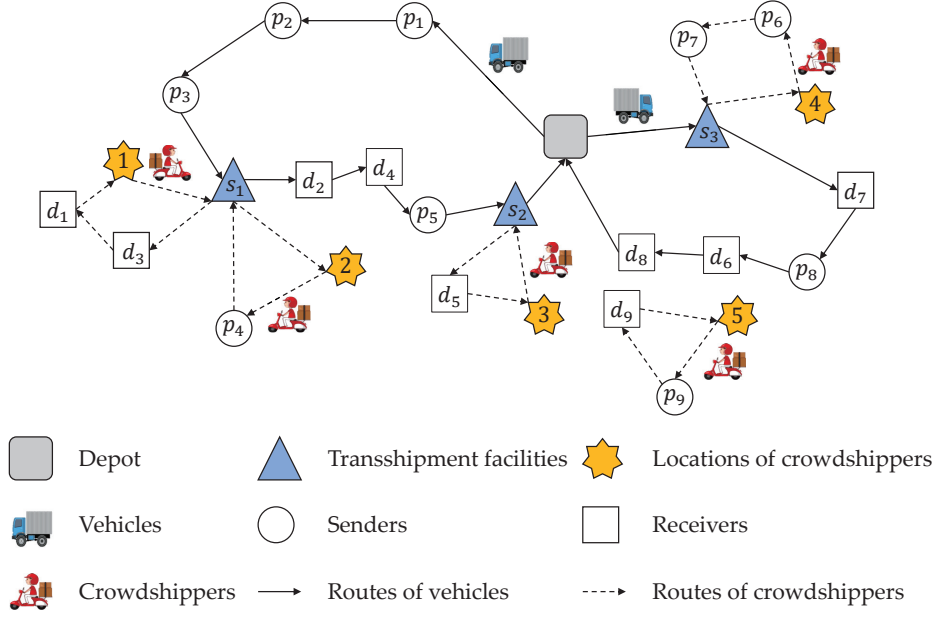 p₂ p₁ p₆
p₇
p₃ 4
s₃
1 s₁ d₂ d₄ d₇
d₁ p₅ s₂
d₃ 2 d₈ d₆ p₈
d₅ 3 d₉ 5
p₄
p₉
Depot Transshipment facilities Locations of crowdshippers
Vehicles Senders Receivers
Crowdshippers Routes of vehicles Routes of crowdshippers